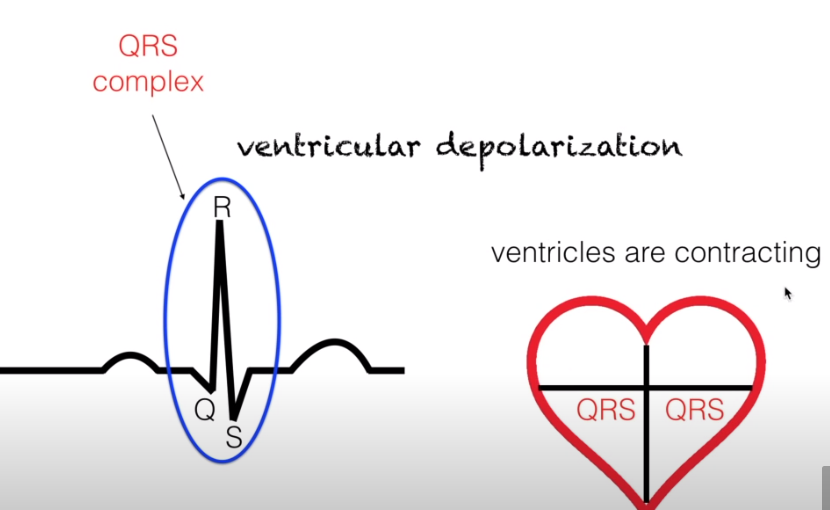 QRS
complex
ventricular depolarization
R
ventricles are contracting
Q
S
QRS QRS